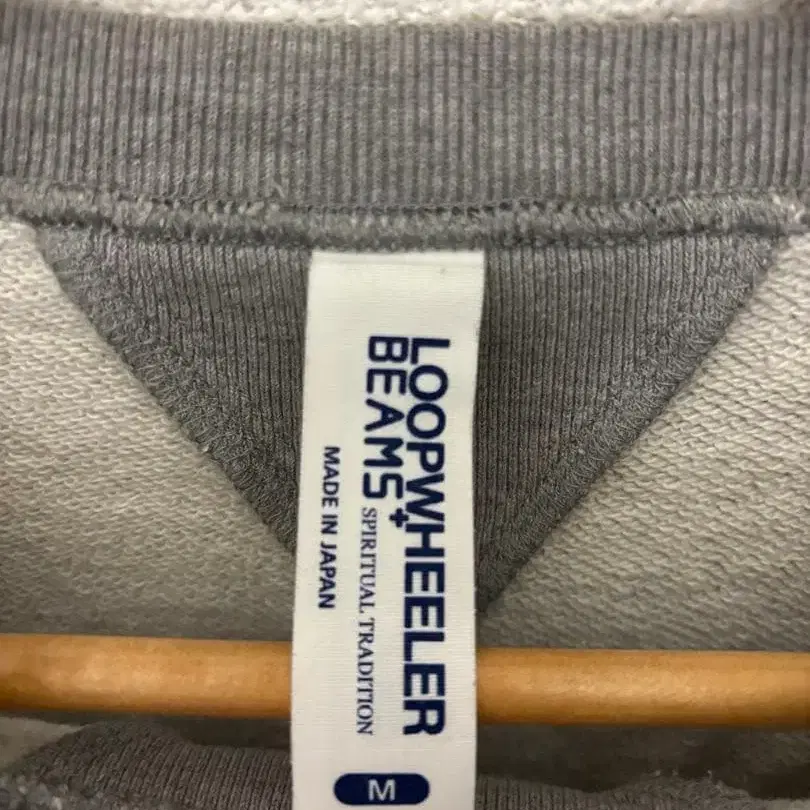 LOOPWHEELER
BEAMS+ SPIRITUAL TRADITION
MADE IN JAPAN
M